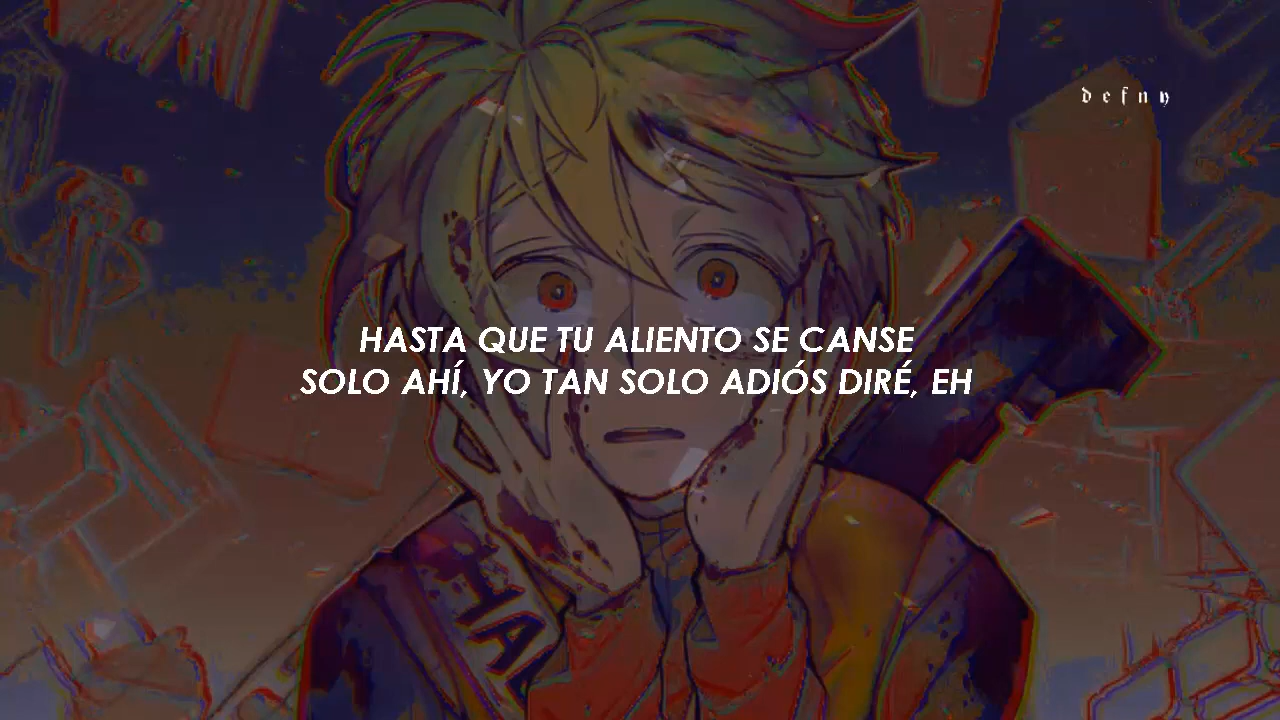 defny
HASTA QUE TU ALIENTO SE CANSE
SOLO AHÍ, YO TAN SOLO ADIÓS DIRÉ, EH